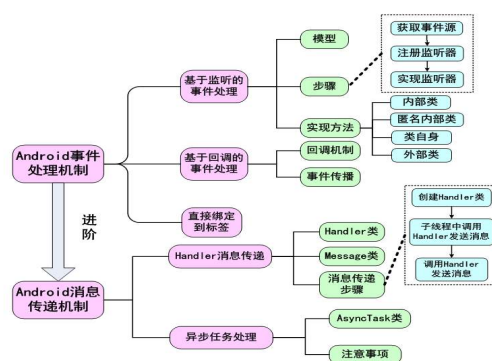 获取事件源
注册监听器
实现监听器
模型
步骤
基于监听的
事件处理
实现方法
内部类
匿名内部类
类自身
外部类
Android事件
处理机制
基于回调的
事件处理
回调机制
事件传播
直接绑定
到标签
进阶
Android消息
传递机制
Handler消息传递
Handler类
Message类
消息传递
步骤
创建Handler类
子线程中调用
Handler发送消息
调用Handler
发送消息
异步任务处理
AsyncTask类
注意事项